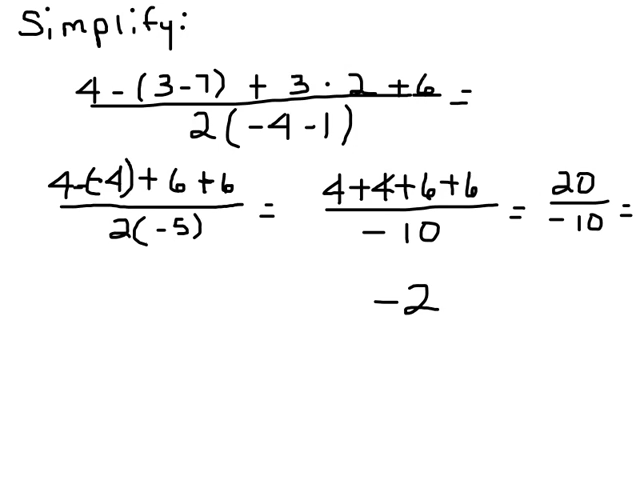 Simplify:
4 - (3 - 7) + 3 · 2 + 6 =
2(-4 - 1)
4 - (-4) + 6 + 6 = 4 + 4 + 6 + 6 = 20 =
2(-5) -10 -10
-2